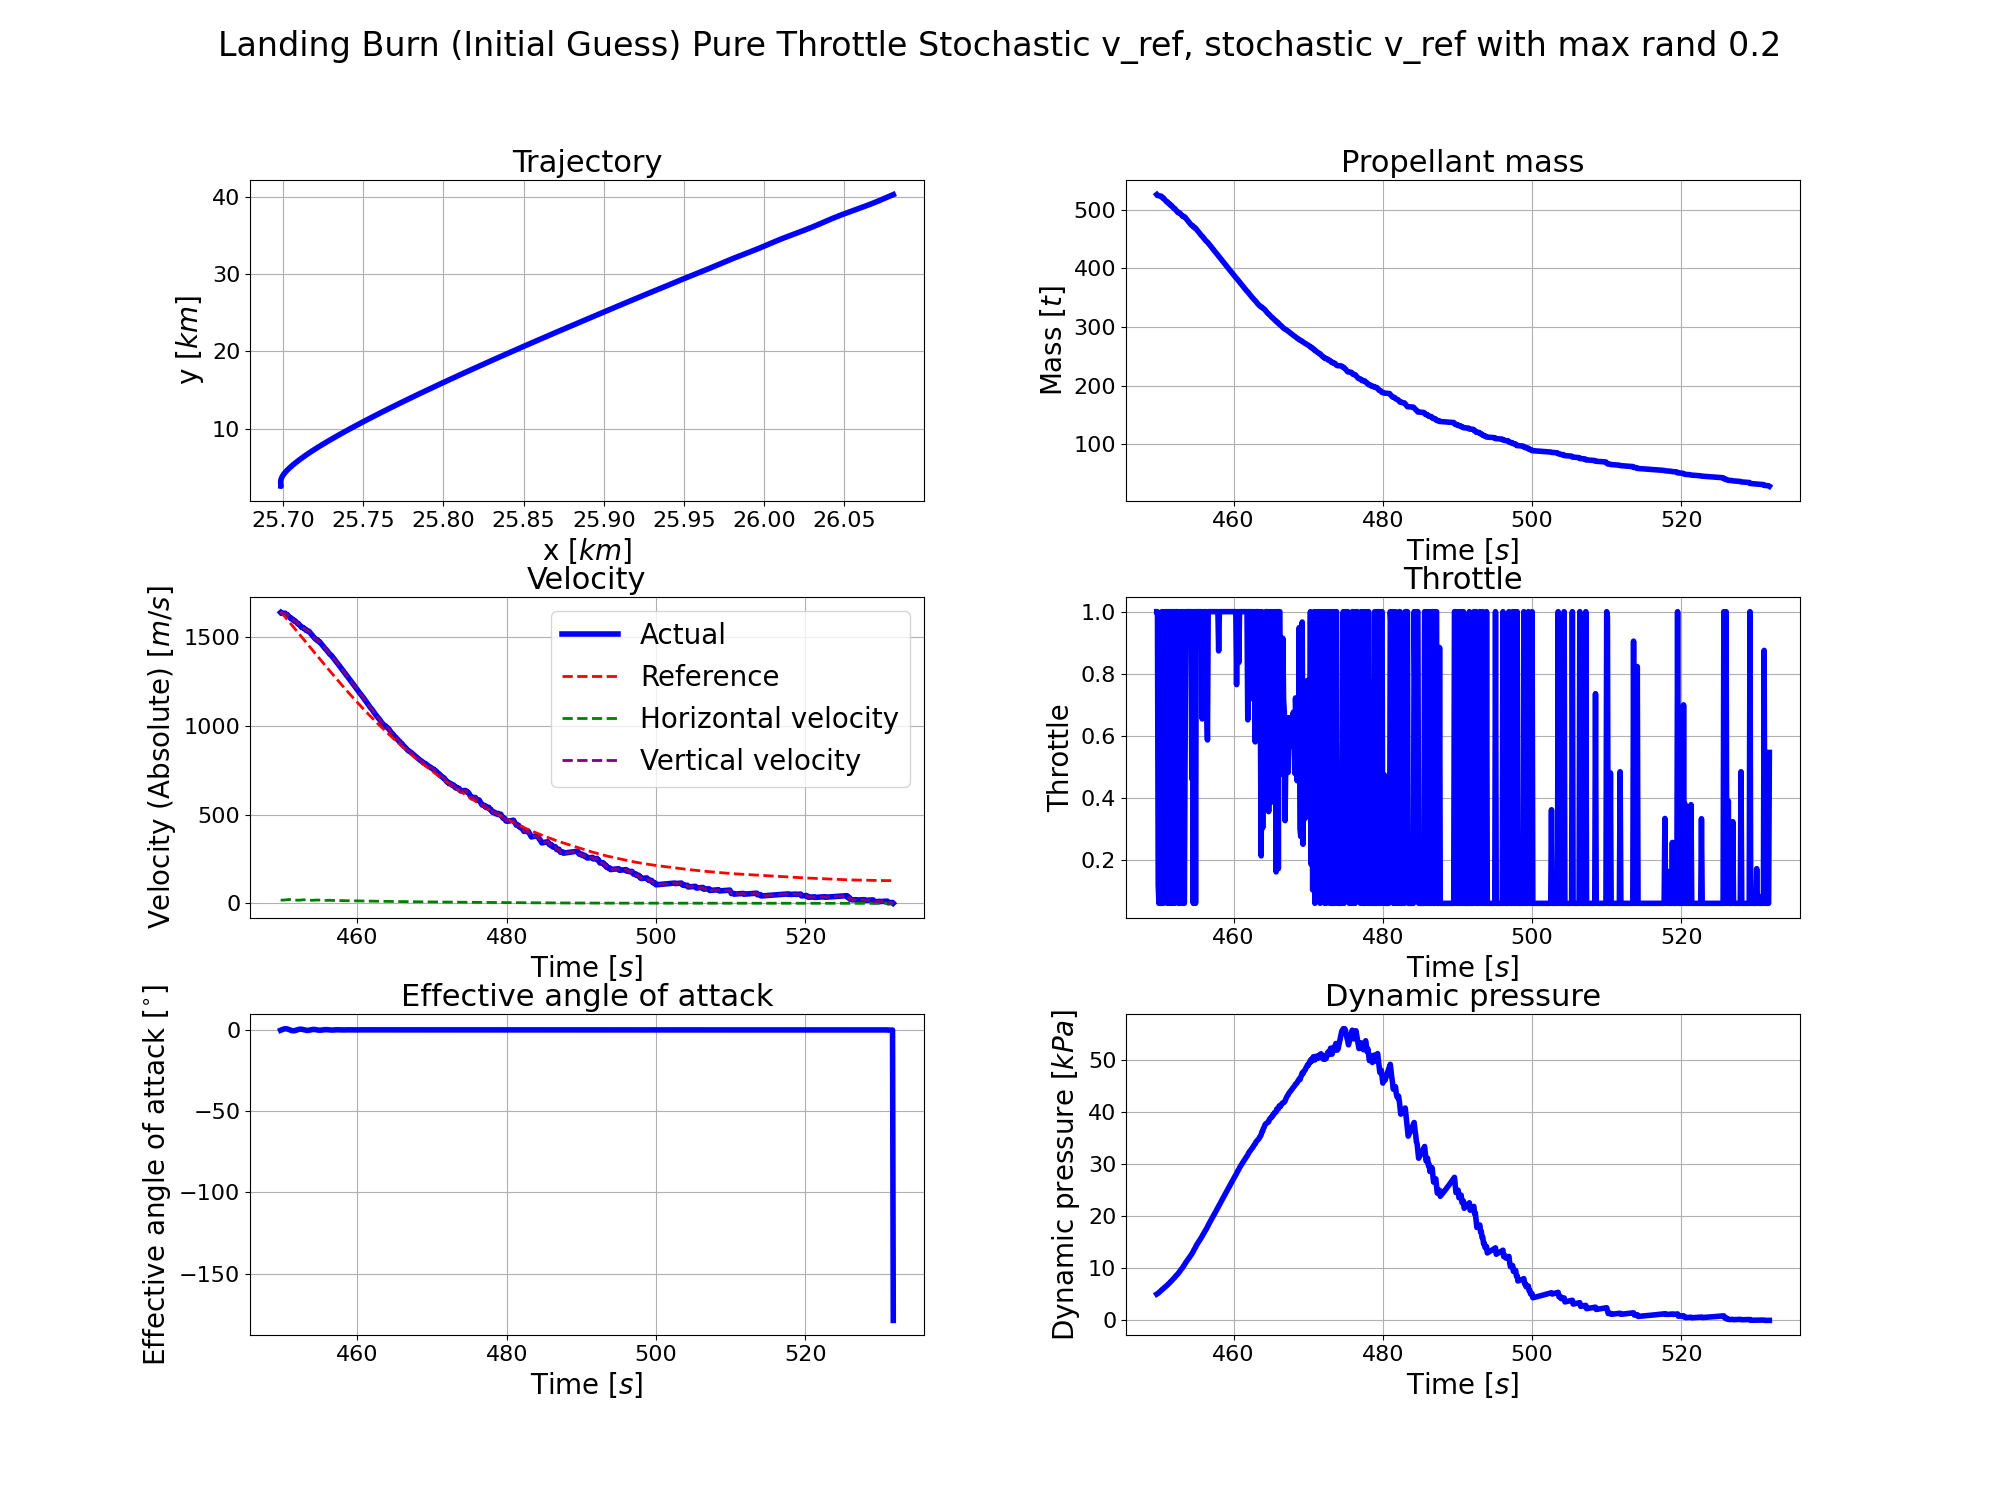 Landing Burn (Initial Guess) Pure Throttle Stochastic v_ref, stochastic v_ref with max rand 0.2
Trajectory
y [km]
40
30
20
10
25.70 25.75 25.80 25.85 25.90 25.95 26.00 26.05
x [km]
Propellant mass
Mass [t]
500
400
300
200
100
460 480 500 520
Time [s]
Velocity
Velocity (Absolute) [m/s]
1500
1000
500
0
Actual
Reference
Horizontal velocity
Vertical velocity
460 480 500 520
Time [s]
Throttle
Throttle
1.0
0.8
0.6
0.4
0.2
460 480 500 520
Time [s]
Effective angle of attack
Effective angle of attack [°]
0
−50
−100
−150
460 480 500 520
Time [s]
Dynamic pressure
Dynamic pressure [kPa]
50
40
30
20
10
0
460 480 500 520
Time [s]